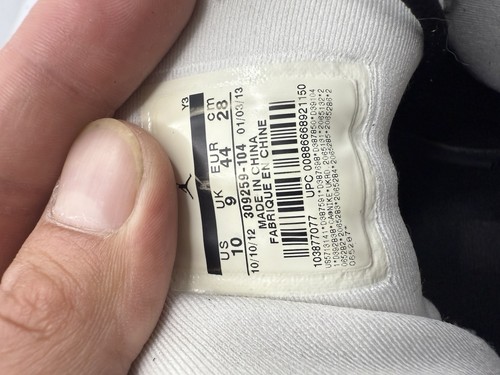 Y3
US UK EUR cm
10 9 44 28
10/10/12 309259-104 01/03/13
MADE IN CHINA
FABRIQUE EN CHINE
103877077 UPC 00886668921150